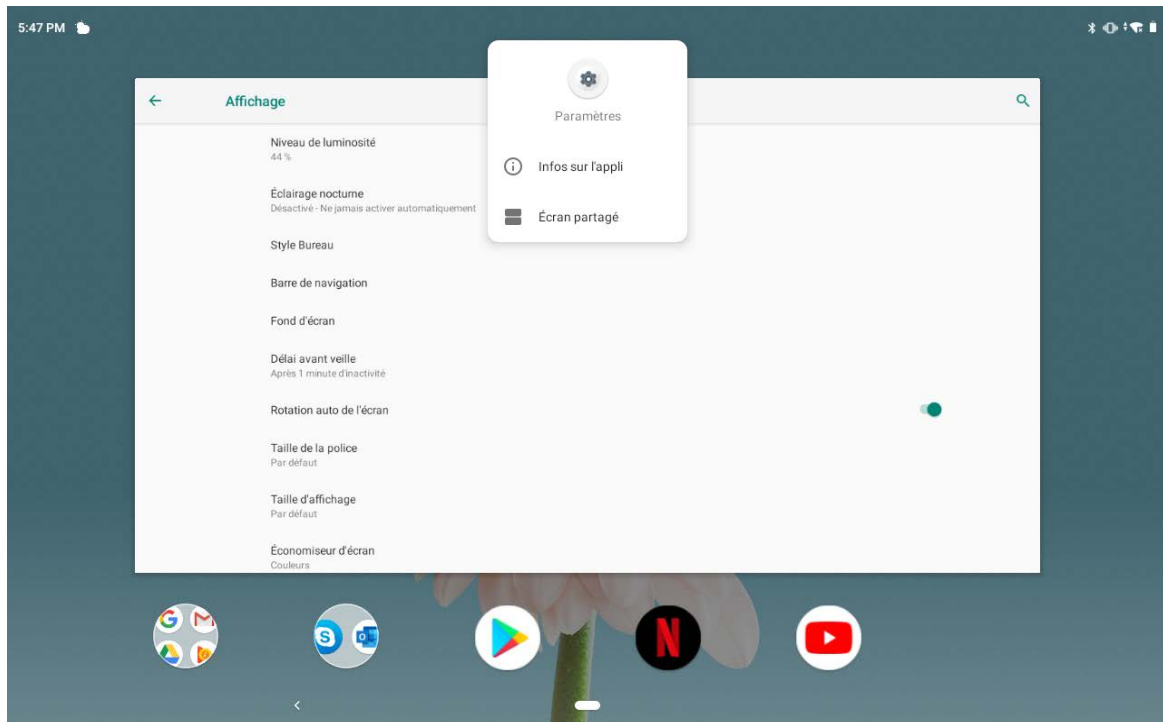 5:47 PM
Paramètres
Infos sur l'appli
Écran partagé
Affichage
Niveau de luminosité
44 %
Éclairage nocturne
Désactivé - Ne jamais activer automatiquement
Style Bureau
Barre de navigation
Fond d'écran
Délai avant veille
Après 1 minute d'inactivité
Rotation auto de l'écran
Taille de la police
Par défaut
Taille d'affichage
Par défaut
Économiseur d'écran
Couleurs